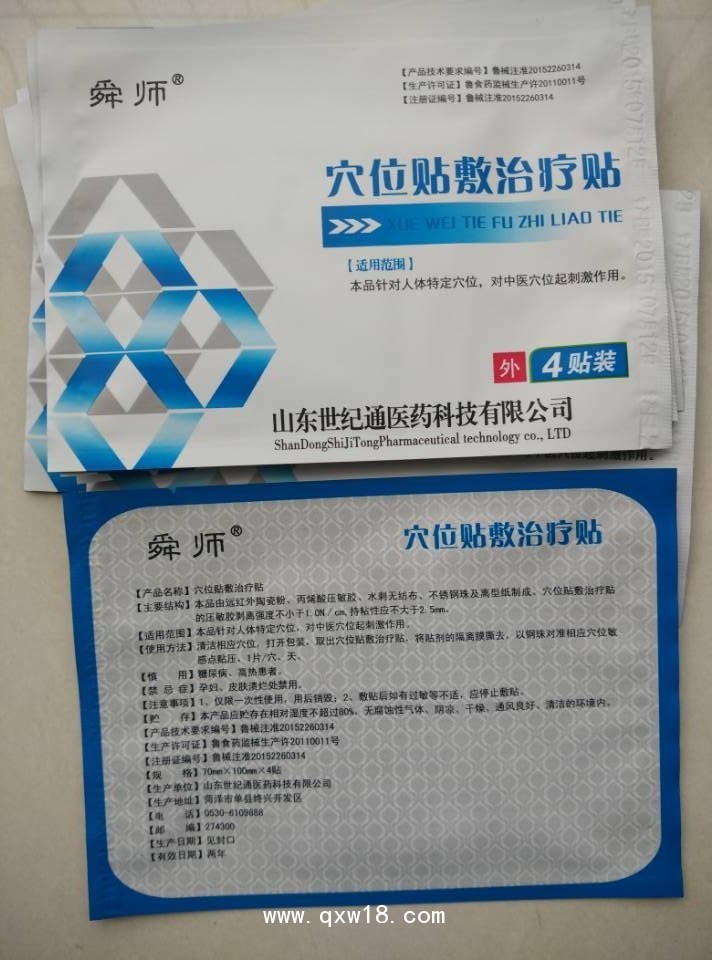 舜师®
【产品技术要求编号】鲁械注准20152260314
【生产许可证】鲁食药监械生产许20110011号
【注册证编号】鲁械注准20152260314
穴位贴敷治疗贴
XUE WEI TIE FU ZHI LIAO TIE
【适用范围】
本品针对人体特定穴位，对中医穴位起刺激作用。
外 4贴装
山东世纪通医药科技有限公司
ShanDongShiJiTongPharmaceutical technology co., LTD
舜师®
穴位贴敷治疗贴
【产品名称】穴位贴敷治疗贴
【主要结构】本品由远红外陶瓷粉、丙烯酸压敏胶、水刺无纺布、不锈钢珠及离型纸制成。穴位贴敷治疗贴
的压敏胶剥离强度不小于1.0N/cm,持粘性应不大于2.5mm。
【适用范围】本品针对人体特定穴位，对中医穴位起刺激作用。
【使用方法】清洁相应穴位，打开包装，取出穴位贴敷治疗贴，将贴剂的隔离膜撕去，以钢珠对准相应穴位敏
感点贴压、1片/穴、天。
【慎 用】糖尿病、高热患者。
【禁 忌 症】孕妇、皮肤溃烂处禁用。
【注意事项】1、仅限一次性使用，用后销毁；2、敷贴后如有过敏等不适，应停止敷贴。
【贮 存】本产品应贮存在相对湿度不超过80%、无腐蚀性气体、阴凉、干燥、通风良好、清洁的环境内。
【产品技术要求编号】鲁械注准20152260314
【生产许可证】鲁食药监械生产许20110011号
【注册证编号】鲁械注准20152260314
【规 格】70mm×100mm×4贴
【生产单位】山东世纪通医药科技有限公司
【生产地址】菏泽市单县终兴开发区
【电 话】0530-6109888
【邮 编】274300
【生产日期】见封口
【有效日期】两年
www.qxw18.com